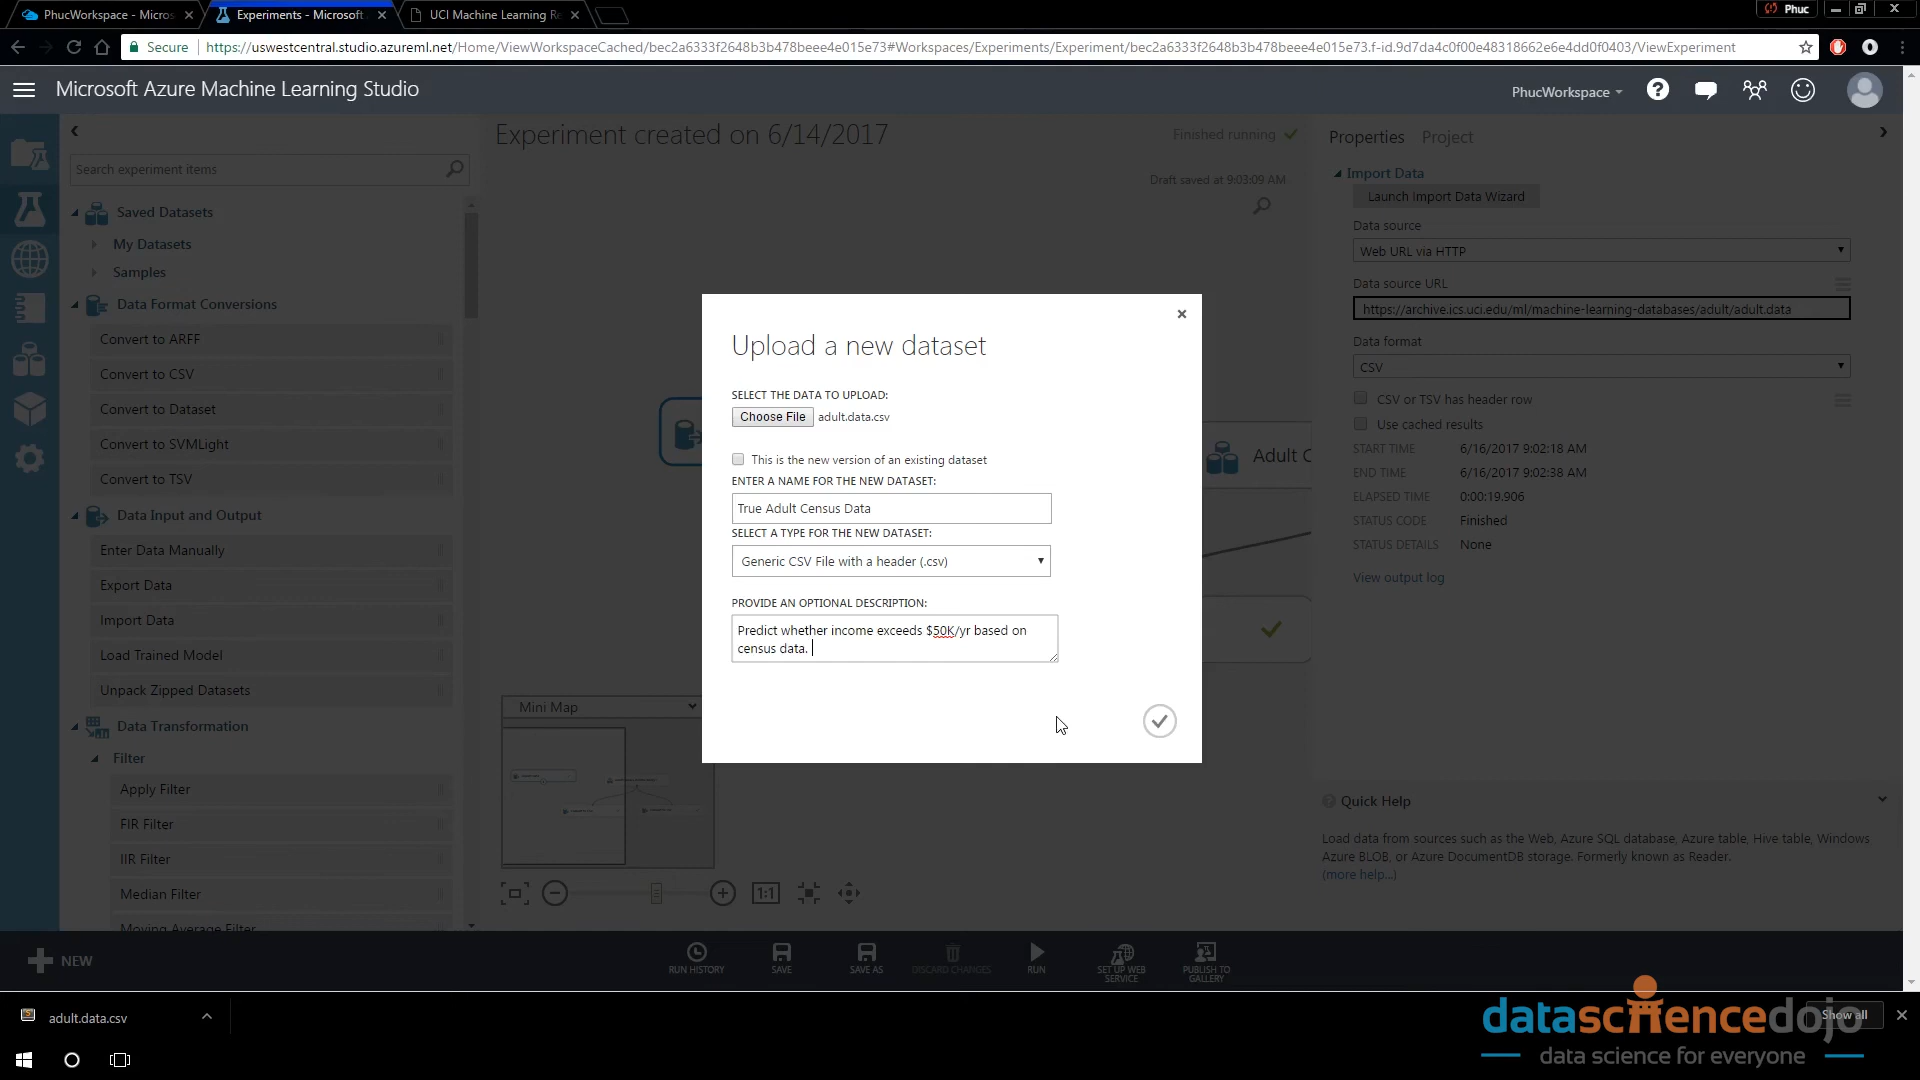 PhucWorkspace - Micros
Experiments - Microsoft
UCI Machine Learning Re
Phuc
Secure
https://uswestcentral.studio.azureml.net/Home/ViewWorkspaceCached/bec2a6333f2648b3b478beee4e015e73#Workspaces/Experiments/Experiment/bec2a6333f2648b3b478beee4e015e73.f-id.9d7da4c0f00e48318662e6e4dd0f0403/ViewExperiment
Microsoft Azure Machine Learning Studio
PhucWorkspace
Experiment created on 6/14/2017
Finished running
Draft saved at 9:03:09 AM
Search experiment items
Saved Datasets
My Datasets
Samples
Data Format Conversions
Convert to ARFF
Convert to CSV
Convert to Dataset
Convert to SVMLight
Convert to TSV
Data Input and Output
Enter Data Manually
Export Data
Import Data
Load Trained Model
Unpack Zipped Datasets
Data Transformation
Filter
Apply Filter
FIR Filter
IIR Filter
Median Filter
Moving Average Filter
Adult C
Mini Map
1:1
Upload a new dataset
SELECT THE DATA TO UPLOAD:
Choose File adult.data.csv
This is the new version of an existing dataset
ENTER A NAME FOR THE NEW DATASET:
True Adult Census Data
SELECT A TYPE FOR THE NEW DATASET:
Generic CSV File with a header (.csv)
PROVIDE AN OPTIONAL DESCRIPTION:
Predict whether income exceeds $50K/yr based on
census data.
Properties Project
Import Data
Launch Import Data Wizard
Data source
Web URL via HTTP
Data source URL
https://archive.ics.uci.edu/ml/machine-learning-databases/adult/adult.data
Data format
CSV
CSV or TSV has header row
Use cached results
START TIME 6/16/2017 9:02:18 AM
END TIME 6/16/2017 9:02:38 AM
ELAPSED TIME 0:00:19.906
STATUS CODE Finished
STATUS DETAILS None
View output log
Quick Help
Load data from sources such as the Web, Azure SQL database, Azure table, Hive table, Windows
Azure BLOB, or Azure DocumentDB storage. Formerly known as Reader.
(more help...)
NEW
RUN HISTORY
SAVE
SAVE AS
DISCARD CHANGES
RUN
SET UP WEB
SERVICE
PUBLISH TO
GALLERY
adult.data.csv
Show all
datasciencedojo
data science for everyone